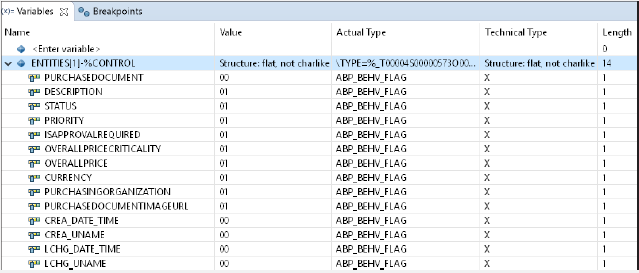 (x)= Variables Breakpoints
Name Value Actual Type Technical Type Length
<Enter variable> 0
ENTITIES[1]-%CONTROL Structure: flat, not charlike \TYPE=%_T00004S00000573O00... Structure: flat, not charlike 14
PURCHASEDOCUMENT 00 ABP_BEHV_FLAG X 1
DESCRIPTION 01 ABP_BEHV_FLAG X 1
STATUS 01 ABP_BEHV_FLAG X 1
PRIORITY 01 ABP_BEHV_FLAG X 1
ISAPPROVALREQUIRED 01 ABP_BEHV_FLAG X 1
OVERALLPRICECRITICALITY 01 ABP_BEHV_FLAG X 1
OVERALLPRICE 01 ABP_BEHV_FLAG X 1
CURRENCY 01 ABP_BEHV_FLAG X 1
PURCHASINGORGANIZATION 01 ABP_BEHV_FLAG X 1
PURCHASEDOCUMENTIMAGEURL 01 ABP_BEHV_FLAG X 1
CREA_DATE_TIME 00 ABP_BEHV_FLAG X 1
CREA_UNAME 00 ABP_BEHV_FLAG X 1
LCHG_DATE_TIME 00 ABP_BEHV_FLAG X 1
LCHG_UNAME 00 ABP_BEHV_FLAG X 1